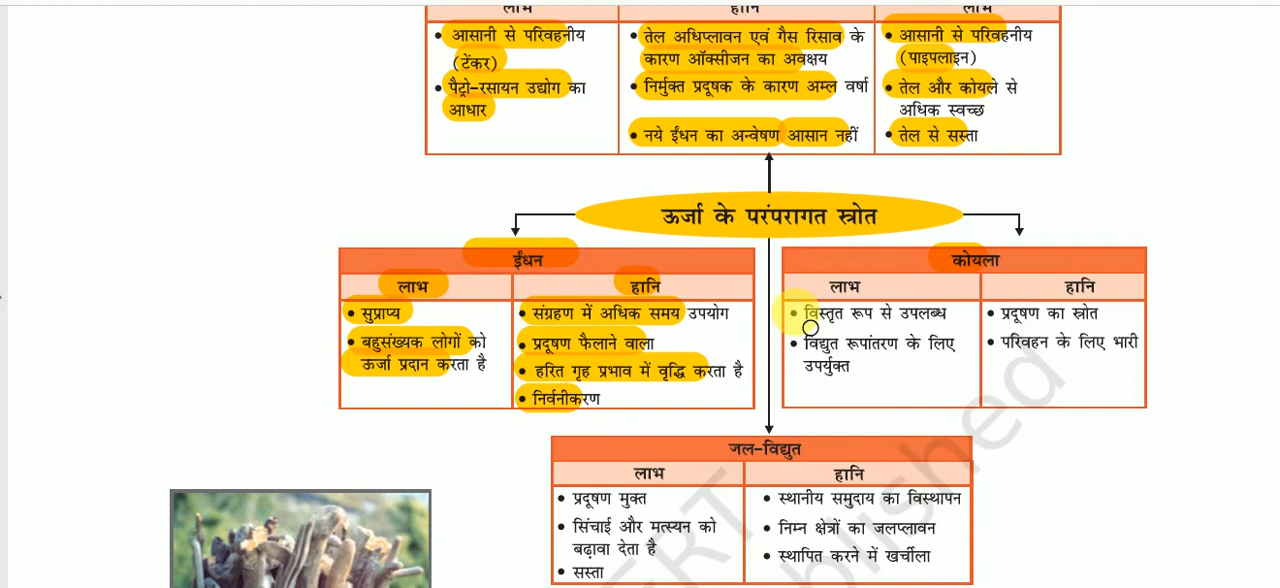 लाभ
हानि
लाभ
• आसानी से परिवहनीय
(टेंकर)
• पैट्रो-रसायन उद्योग का
आधार
• तेल अधिप्लावन एवं गैस रिसाव के
कारण ऑक्सीजन का अवक्षय
• निर्मुक्त प्रदूषक के कारण अम्ल वर्षा
• नये ईंधन का अन्वेषण आसान नहीं
• आसानी से परिवहनीय
(पाइपलाइन)
• तेल और कोयले से
अधिक स्वच्छ
• तेल से सस्ता
ऊर्जा के परंपरागत स्त्रोत
ईंधन
लाभ
हानि
• सुप्राप्य
• बहुसंख्यक लोगों को
ऊर्जा प्रदान करता है
• संग्रहण में अधिक समय उपयोग
• प्रदूषण फैलाने वाला
• हरित गृह प्रभाव में वृद्धि करता है
• निर्वनीकरण
कोयला
लाभ
हानि
• विस्तृत रूप से उपलब्ध
• विद्युत रूपांतरण के लिए
उपर्युक्त
• प्रदूषण का स्रोत
• परिवहन के लिए भारी
जल-विद्युत
लाभ
हानि
• प्रदूषण मुक्त
• सिंचाई और मत्स्यन को
बढ़ावा देता है
• सस्ता
• स्थानीय समुदाय का विस्थापन
• निम्न क्षेत्रों का जलप्लावन
• स्थापित करने में खर्चीला